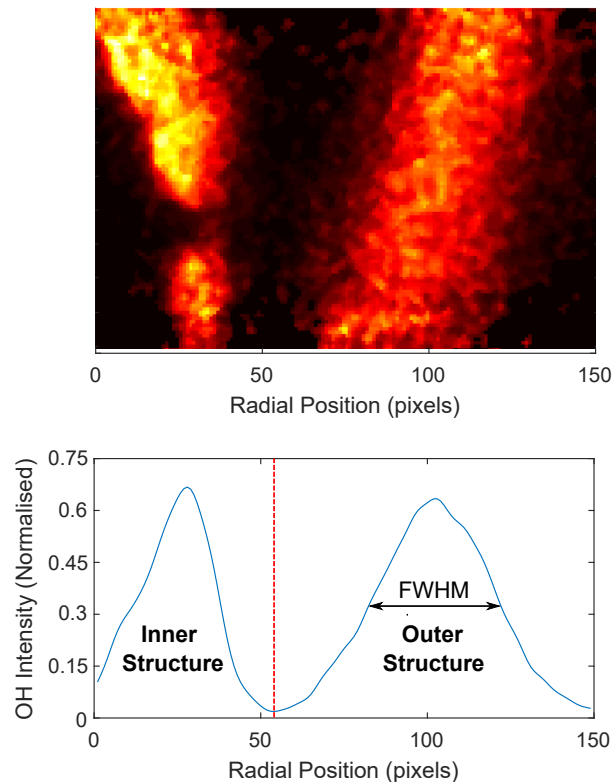 0 50 100 150
Radial Position (pixels)
0.75
0.6
0.45
0.3
0.15
0
OH Intensity (Normalised)
FWHM
Inner
Structure
Outer
Structure
0 50 100 150
Radial Position (pixels)